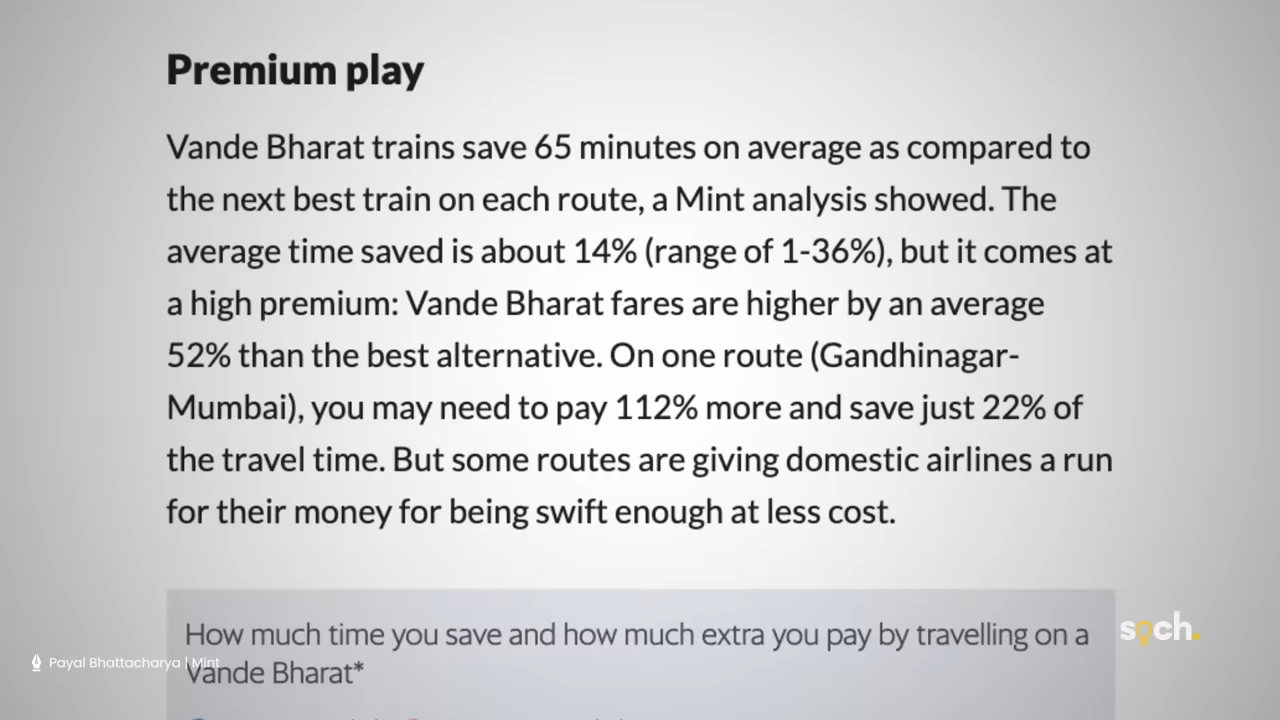 Premium play
Vande Bharat trains save 65 minutes on average as compared to
the next best train on each route, a Mint analysis showed. The
average time saved is about 14% (range of 1-36%), but it comes at
a high premium: Vande Bharat fares are higher by an average
52% than the best alternative. On one route (Gandhinagar-
Mumbai), you may need to pay 112% more and save just 22% of
the travel time. But some routes are giving domestic airlines a run
for their money for being swift enough at less cost.
How much time you save and how much extra you pay by travelling on a
Vande Bharat*
soch.
Payal Bhattacharya | Mint